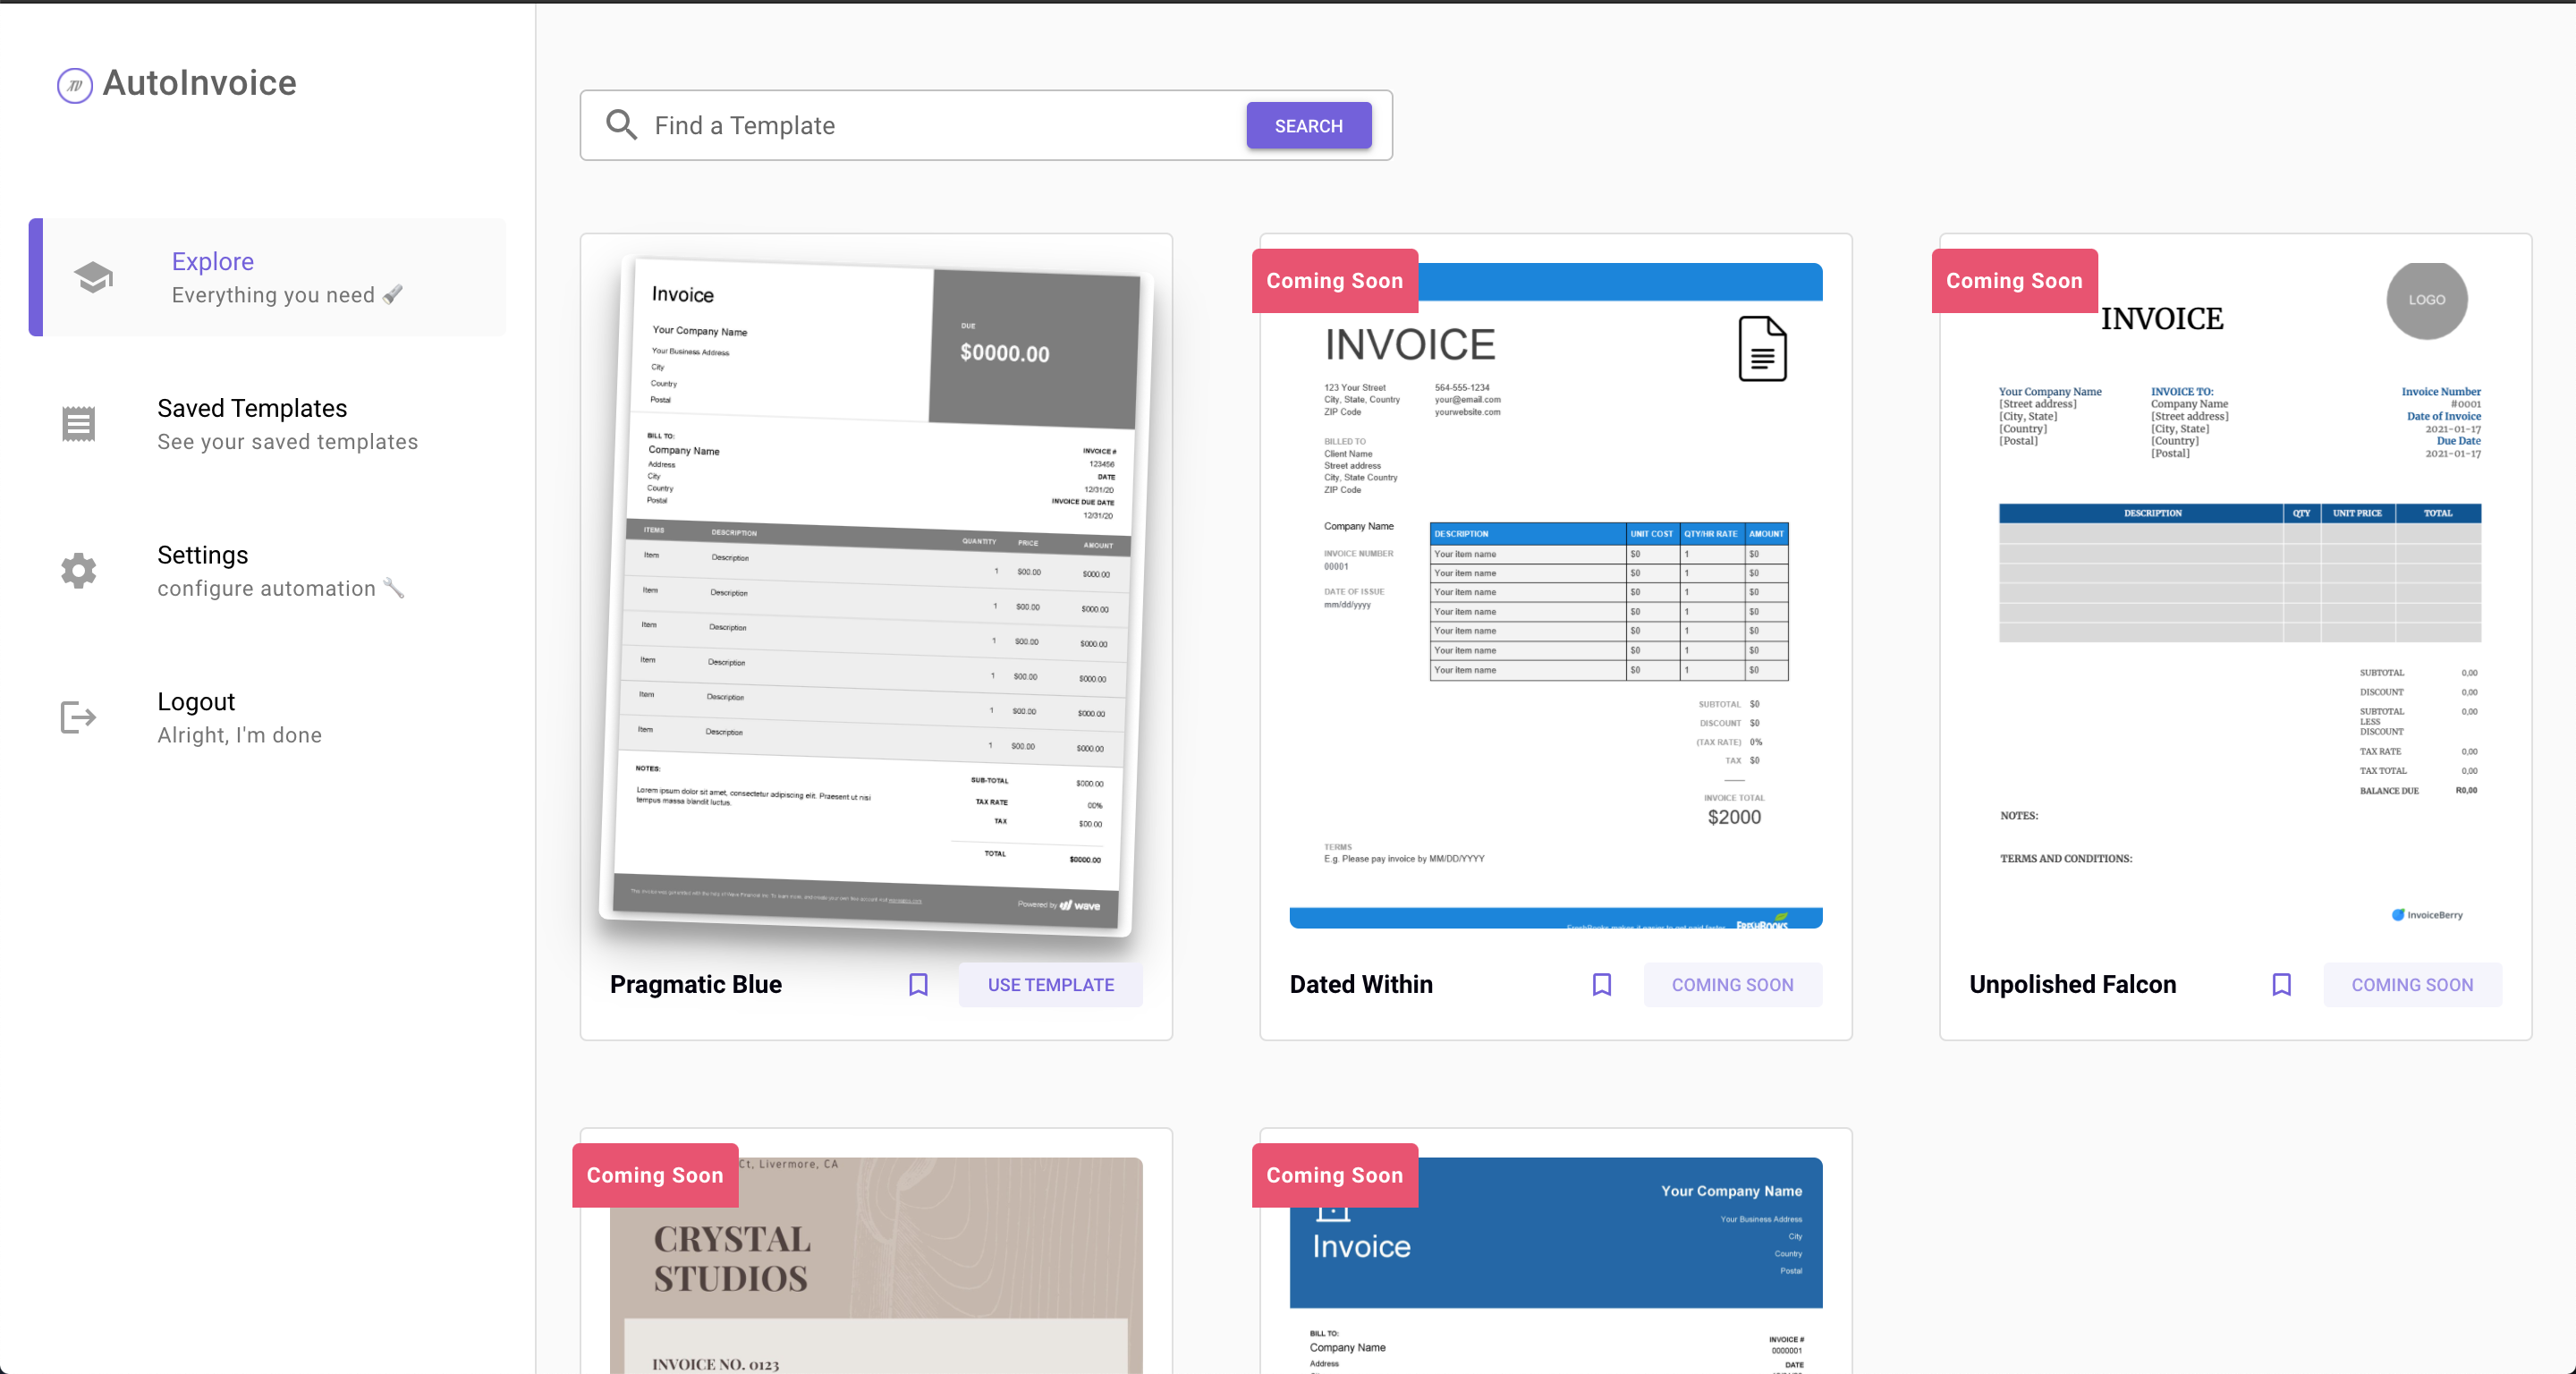 AutoInvoice
Explore
Everything you need
Saved Templates
See your saved templates
Settings
configure automation
Logout
Alright, I'm done
Find a Template
SEARCH
Invoice
Your Company Name
Your Business Address
City
Country
Postal
DUE
$0000.00
BILL TO:
Company Name
Address
City
Country
Postal
INVOICE #
123456
DATE
12/31/20
INVOICE DUE DATE
12/31/20
ITEMS DESCRIPTION QUANTITY PRICE AMOUNT
Item Description 1 $00.00 $000.00
Item Description 1 $00.00 $000.00
Item Description 1 $00.00 $000.00
Item Description 1 $00.00 $000.00
Item Description 1 $00.00 $000.00
Item Description 1 $00.00 $000.00
NOTES:
Lorem ipsum dolor sit amet, consectetur adipiscing elit. Praesent ut nisi
tempus massa blandit luctus.
SUB-TOTAL $000.00
TAX RATE 00%
TAX $00.00
TOTAL $0000.00
Powered by wave
Pragmatic Blue
USE TEMPLATE
Coming Soon
INVOICE
123 Your Street 564-555-1234
City, State, Country your@email.com
ZIP Code yourwebsite.com
BILLED TO
Client Name
Street address
City, State Country
ZIP Code
Company Name
INVOICE NUMBER
00001
DATE OF ISSUE
mm/dd/yyyy
DESCRIPTION UNIT COST QTY/HR RATE AMOUNT
Your item name $0 1 $0
Your item name $0 1 $0
Your item name $0 1 $0
Your item name $0 1 $0
Your item name $0 1 $0
Your item name $0 1 $0
Your item name $0 1 $0
SUBTOTAL $0
DISCOUNT $0
(TAX RATE) 0%
TAX $0
INVOICE TOTAL
$2000
TERMS
E.g. Please pay invoice by MM/DD/YYYY
FRESHBOOKS
Dated Within
COMING SOON
Coming Soon
INVOICE
LOGO
Your Company Name
[Street address]
[City, State]
[Country]
[Postal]
INVOICE TO:
Company Name
[Street address]
[City, State]
[Country]
[Postal]
Invoice Number
#0001
Date of Invoice
2021-01-17
Due Date
2021-01-17
DESCRIPTION QTY UNIT PRICE TOTAL
SUBTOTAL 0,00
DISCOUNT 0,00
SUBTOTAL 0,00
LESS
DISCOUNT
TAX RATE 0,00
TAX TOTAL 0,00
BALANCE DUE R0,00
NOTES:
TERMS AND CONDITIONS:
InvoiceBerry
Unpolished Falcon
COMING SOON
Coming Soon
Ct, Livermore, CA
CRYSTAL
STUDIOS
INVOICE NO. 0123
Coming Soon
Invoice
Your Company Name
Your Business Address
City
Country
Postal
BILL TO:
Company Name
Address
INVOICE #
0000001
DATE